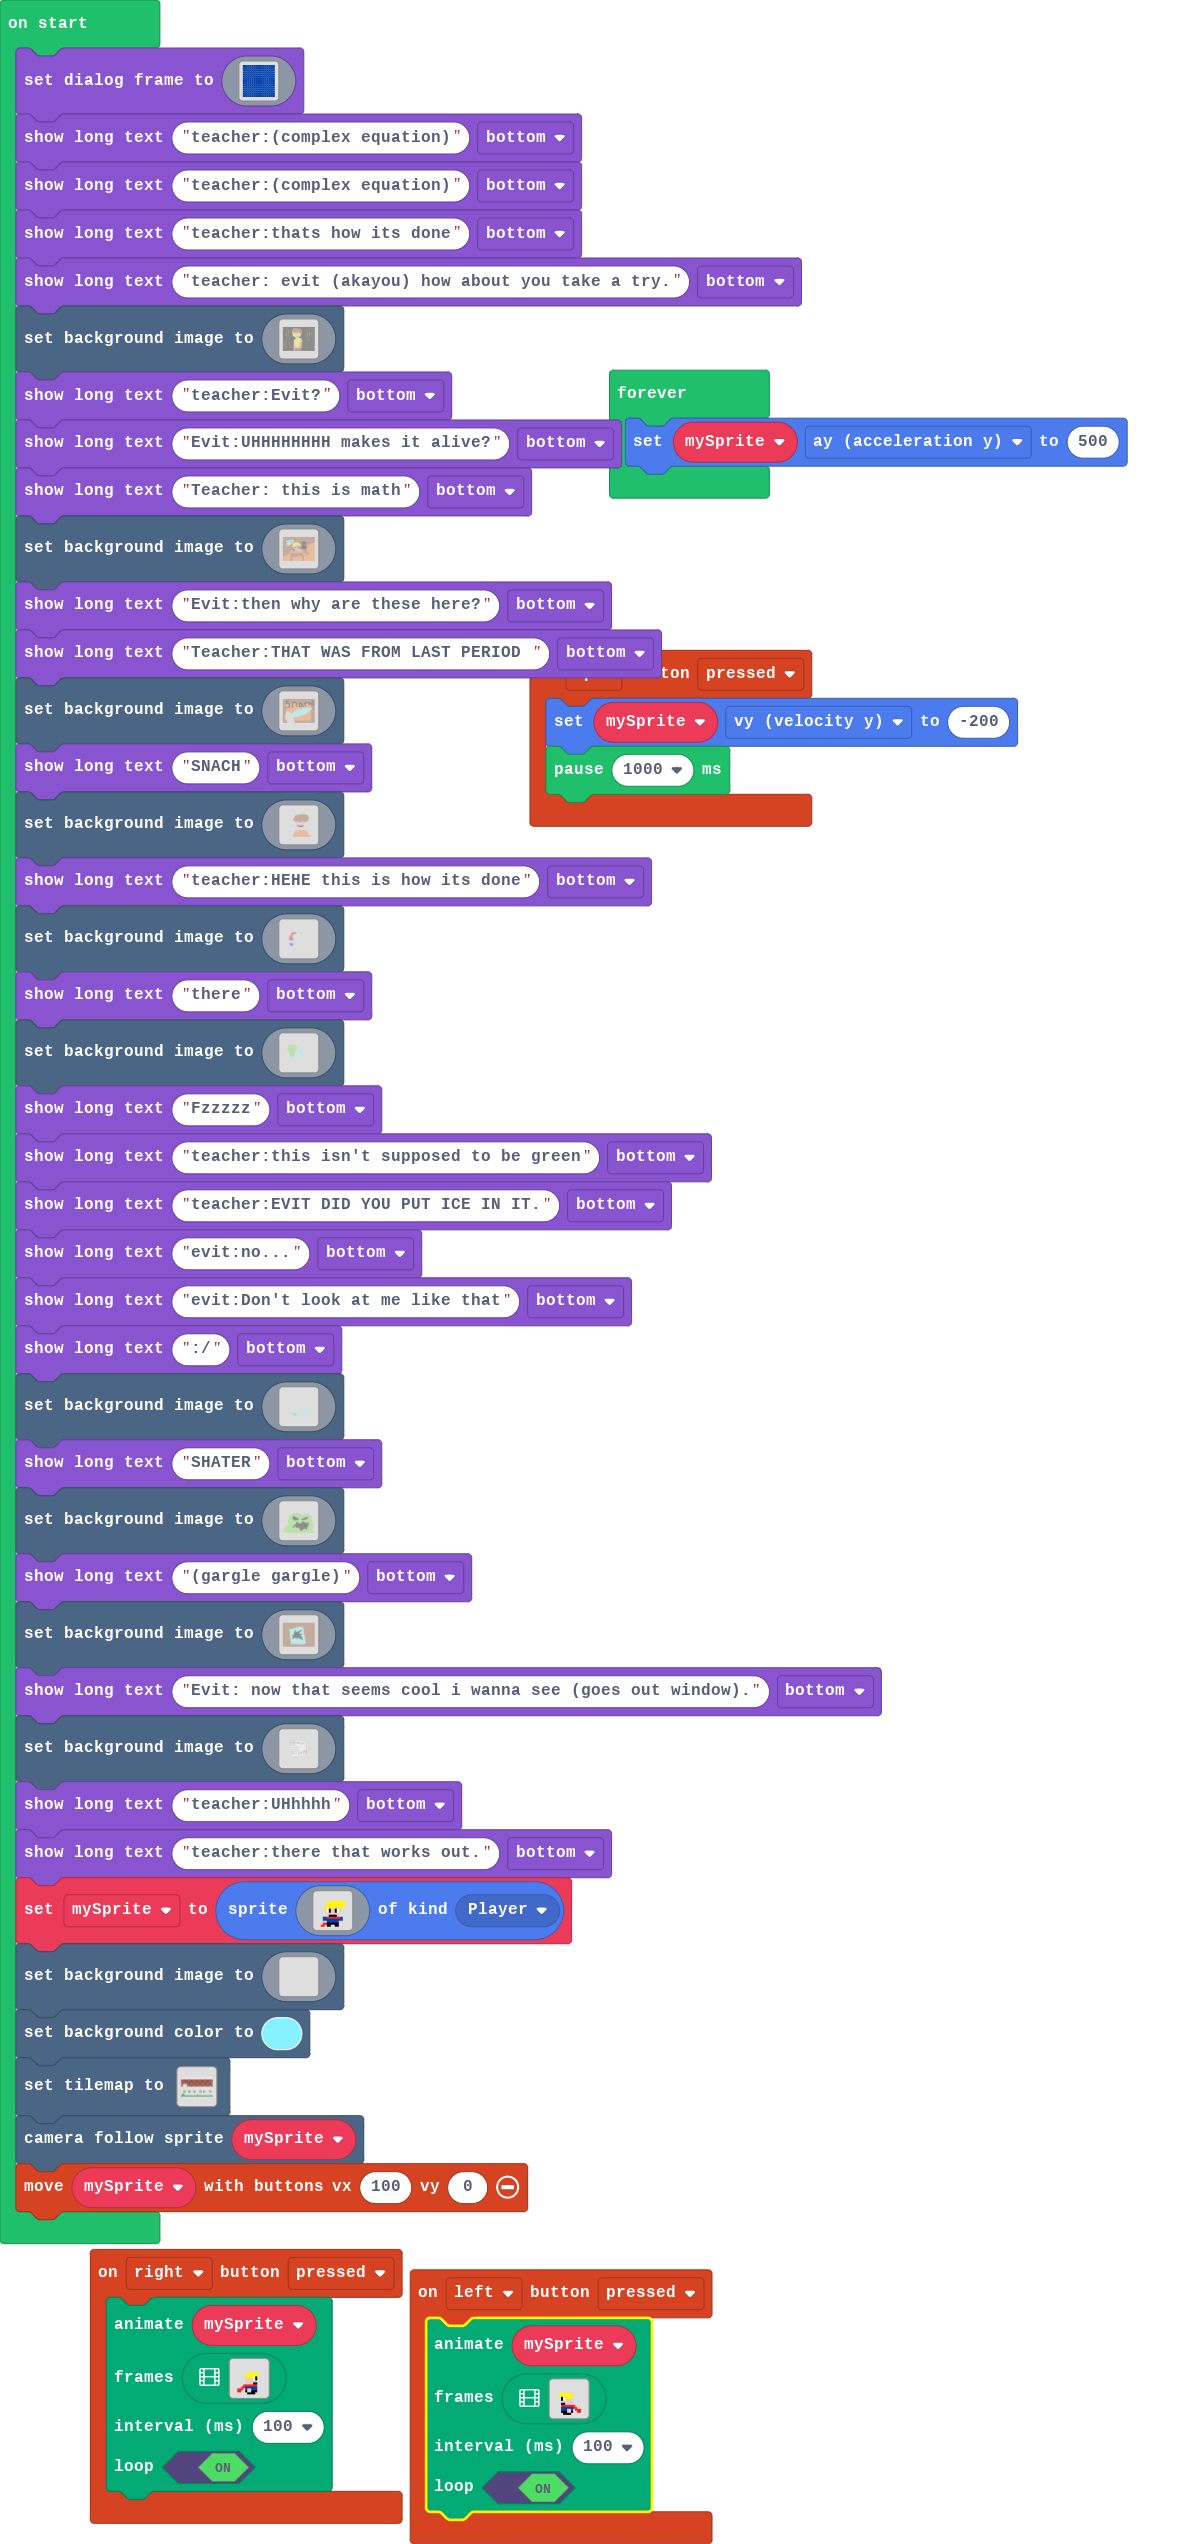 on start
set dialog frame to
show long text "teacher:(complex equation)" bottom
show long text "teacher:(complex equation)" bottom
show long text "teacher:thats how its done" bottom
show long text "teacher: evit (akayou) how about you take a try." bottom
set background image to
show long text "teacher:Evit?" bottom
show long text "Evit:UHHHHHHHH makes it alive?" bottom
show long text "Teacher: this is math" bottom
set background image to
show long text "Evit:then why are these here?" bottom
show long text "Teacher:THAT WAS FROM LAST PERIOD " bottom
set background image to
show long text "SNACH" bottom
set background image to
show long text "teacher:HEHE this is how its done" bottom
set background image to
show long text "there" bottom
set background image to
show long text "Fzzzzz" bottom
show long text "teacher:this isn't supposed to be green" bottom
show long text "teacher:EVIT DID YOU PUT ICE IN IT." bottom
show long text "evit:no..." bottom
show long text "evit:Don't look at me like that" bottom
show long text ":/" bottom
set background image to
show long text "SHATER" bottom
set background image to
show long text "(gargle gargle)" bottom
set background image to
show long text "Evit: now that seems cool i wanna see (goes out window)." bottom
set background image to
show long text "teacher:UHhhhh" bottom
show long text "teacher:there that works out." bottom
set mySprite to sprite of kind Player
set background image to
set background color to
set tilemap to
camera follow sprite mySprite
move mySprite with buttons vx 100 vy 0
forever
set mySprite ay (acceleration y) to 500
ton pressed
set mySprite vy (velocity y) to -200
pause 1000 ms
on right button pressed
animate mySprite
frames
interval (ms) 100
loop ON
on left button pressed
animate mySprite
frames
interval (ms) 100
loop ON